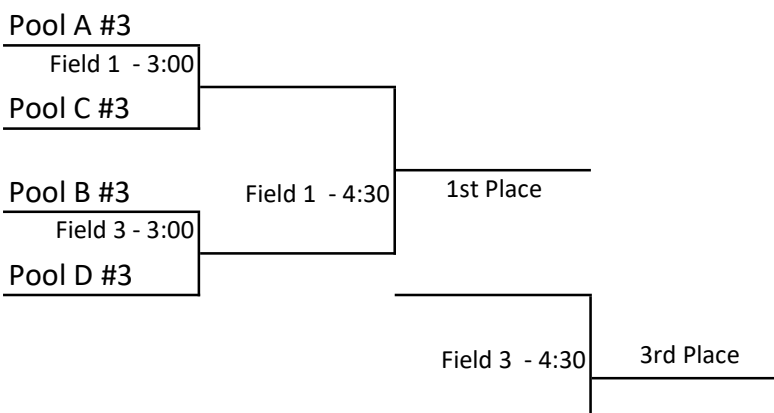 Pool A #3
Field 1 - 3:00
Pool C #3
Pool B #3
Field 1 - 4:30
1st Place
Field 3 - 3:00
Pool D #3
Field 3 - 4:30
3rd Place